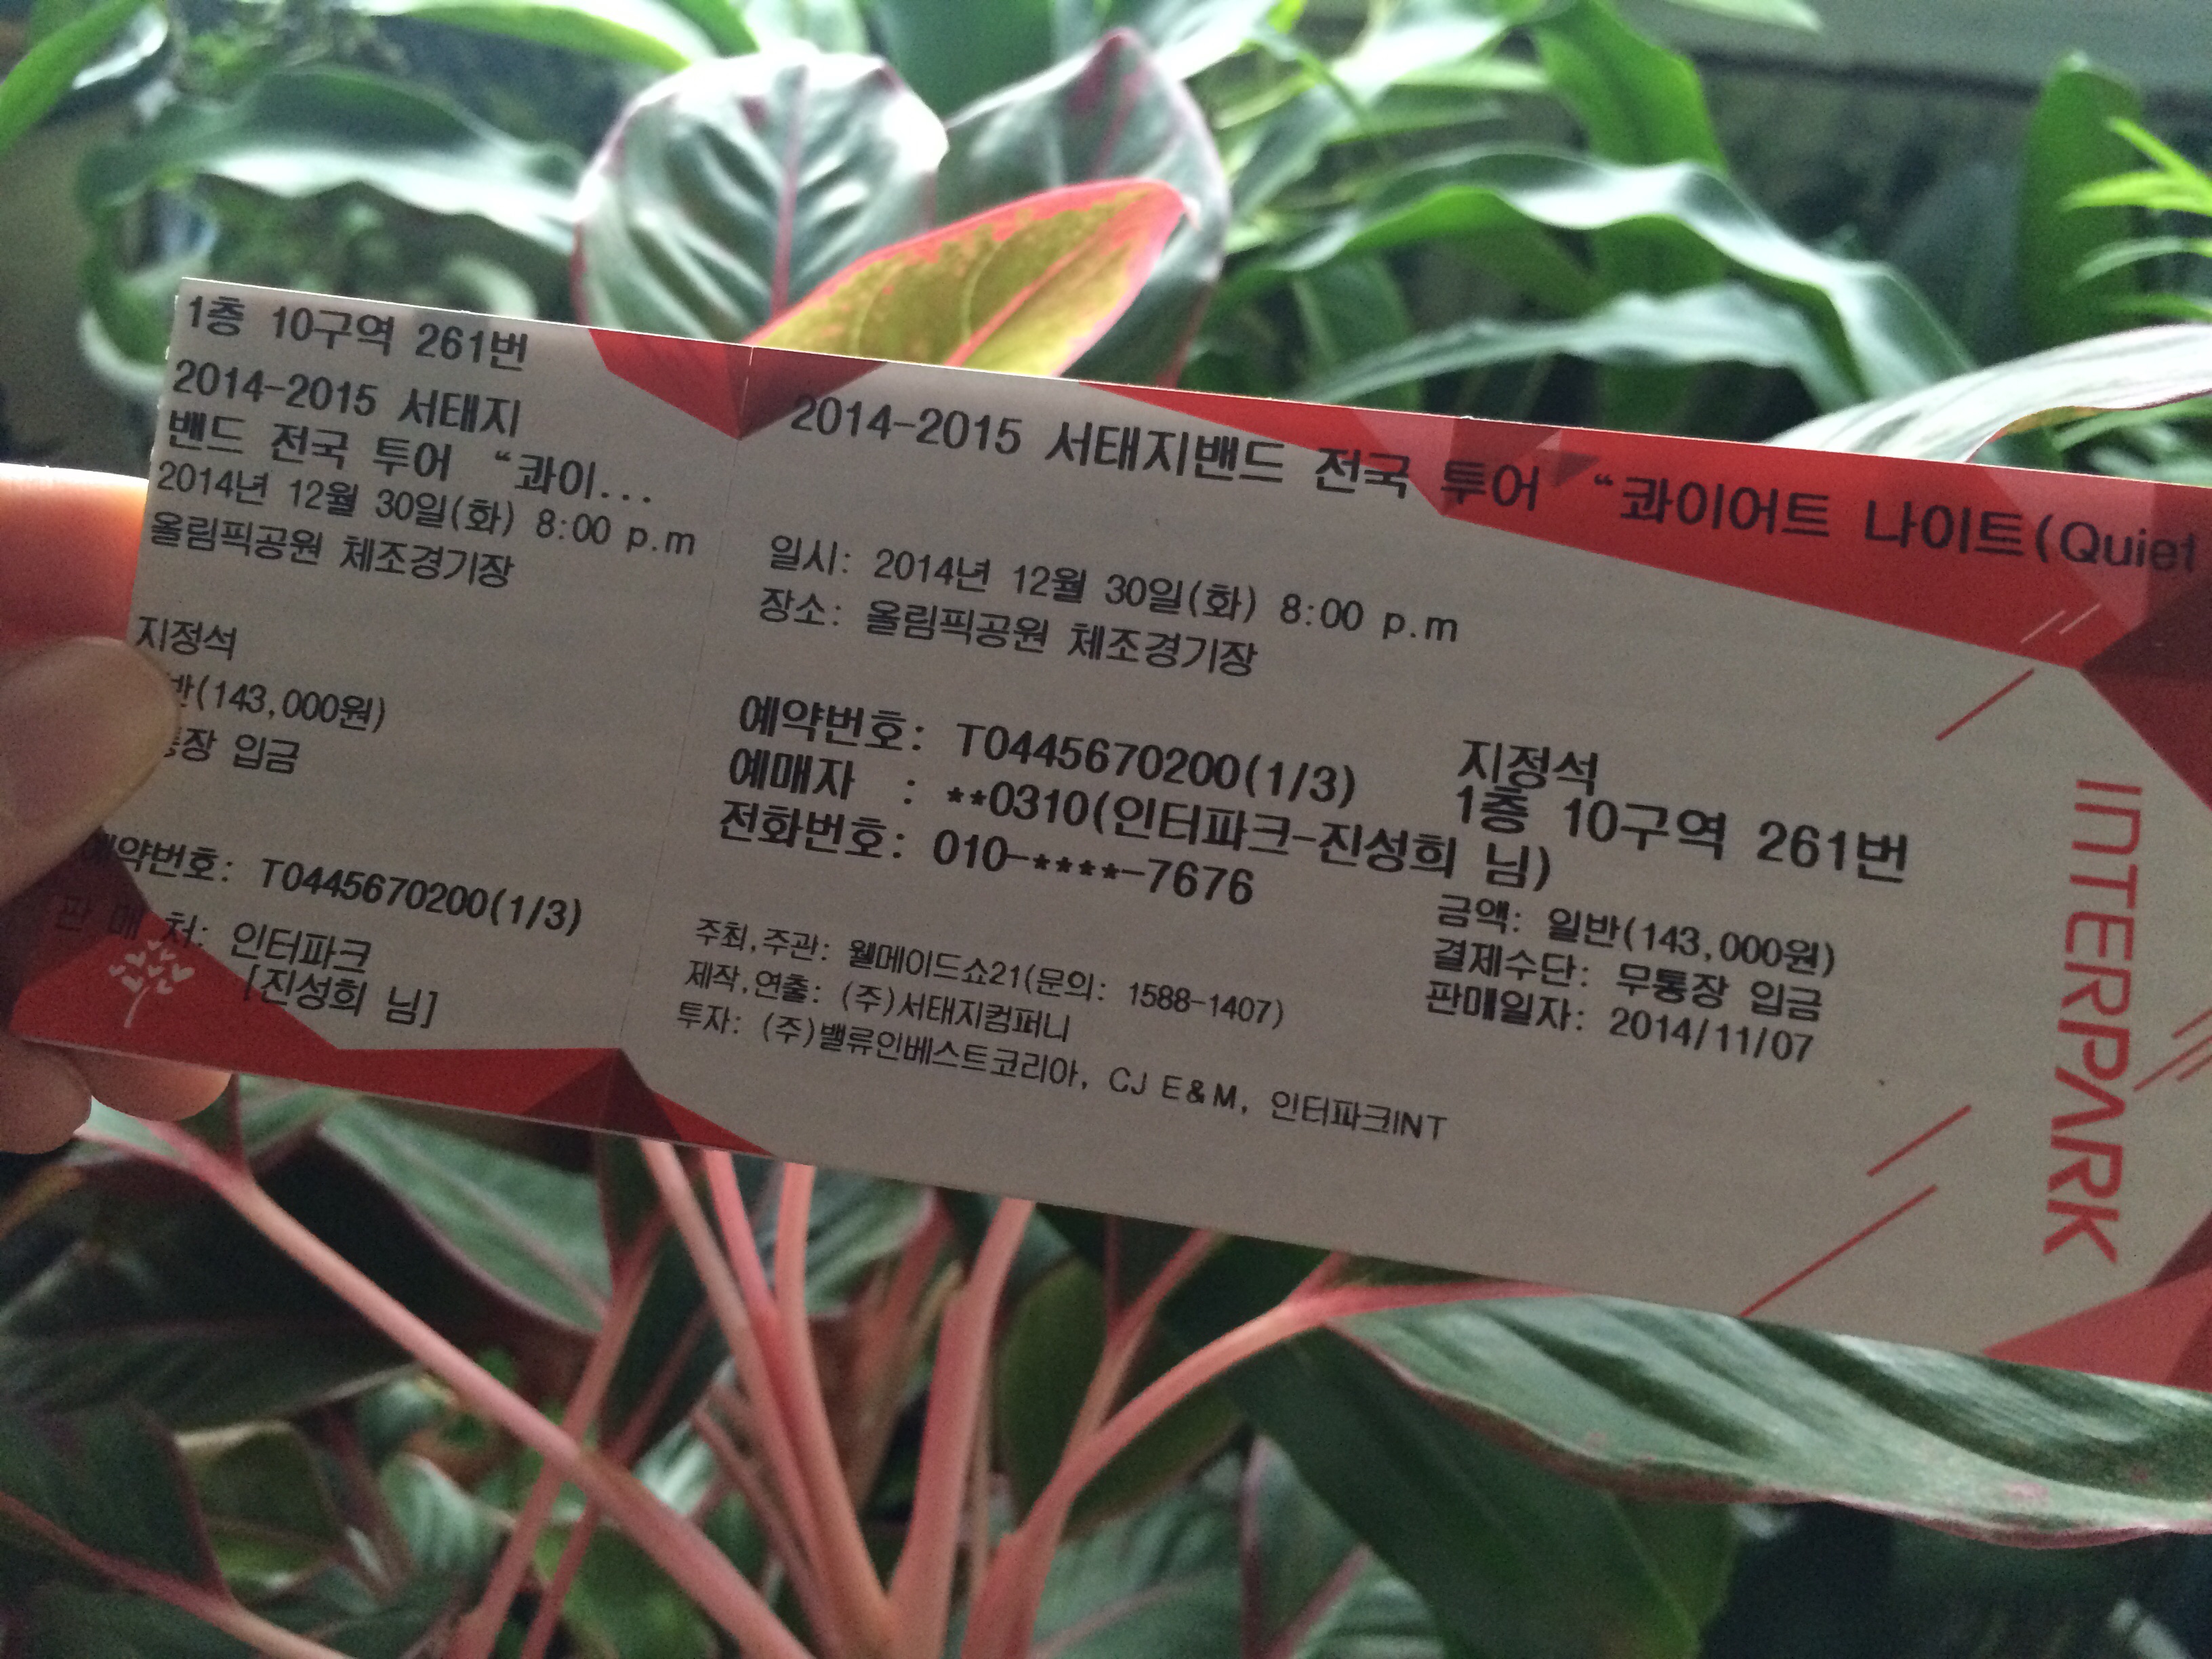 1층 10구역 261번
2014-2015 서태지
밴드 전국 투어 “콰이...
2014년 12월 30일(화) 8:00 p.m
올림픽공원 체조경기장
지정석
반(143,000원)
통장 입금
예약번호: T0445670200(1/3)
판 매 처: 인터파크
[진성희 님]
2014-2015 서태지밴드 전국 투어 “콰이어트 나이트(Quiet
일시: 2014년 12월 30일(화) 8:00 p.m
장소: 올림픽공원 체조경기장
예약번호: T0445670200(1/3)
예매자 : **0310(인터파크-진성희 님)
전화번호: 010-****-7676
지정석
1층 10구역 261번
금액: 일반(143,000원)
결제수단: 무통장 입금
판매일자: 2014/11/07
주최,주관: 웰메이드쇼21(문의: 1588-1407)
제작,연출: (주)서태지컴퍼니
투자: (주)밸류인베스트코리아, CJ E&M, 인터파크INT
INTERPARK